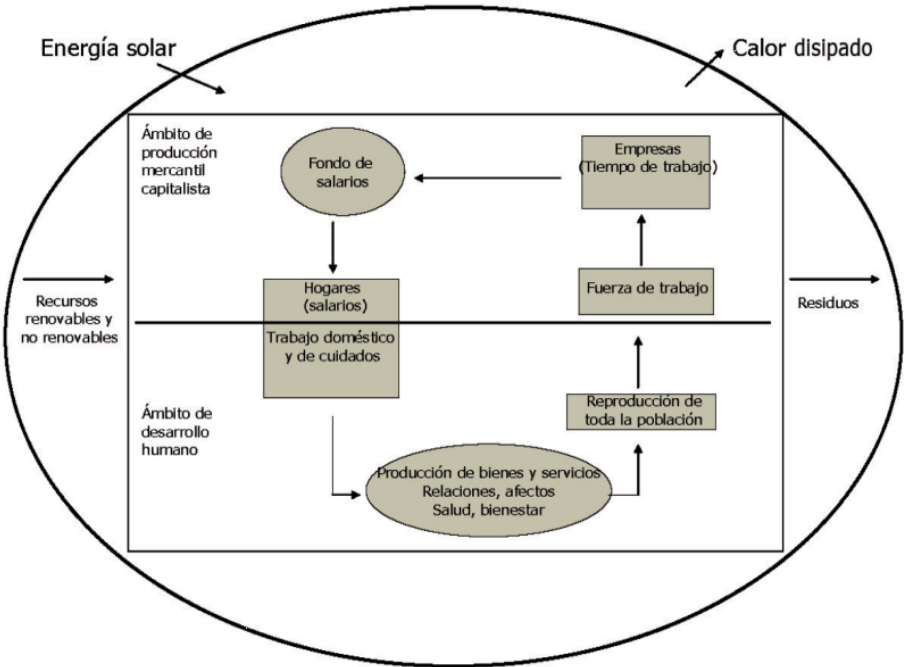 Energía solar
Calor disipado
Ámbito de
producción
mercantil
capitalista
Fondo de
salarios
Empresas
(Tiempo de trabajo)
Recursos
renovables y
no renovables
Hogares
(salarios)
Fuerza de trabajo
Residuos
Trabajo doméstico
y de cuidados
Ámbito de
desarrollo
humano
Reproducción de
toda la población
Producción de bienes y servicios
Relaciones, afectos
Salud, bienestar